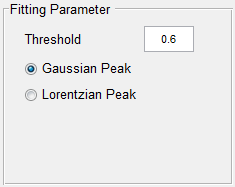 Fitting Parameter
Threshold 0.6
Gaussian Peak
Lorentzian Peak